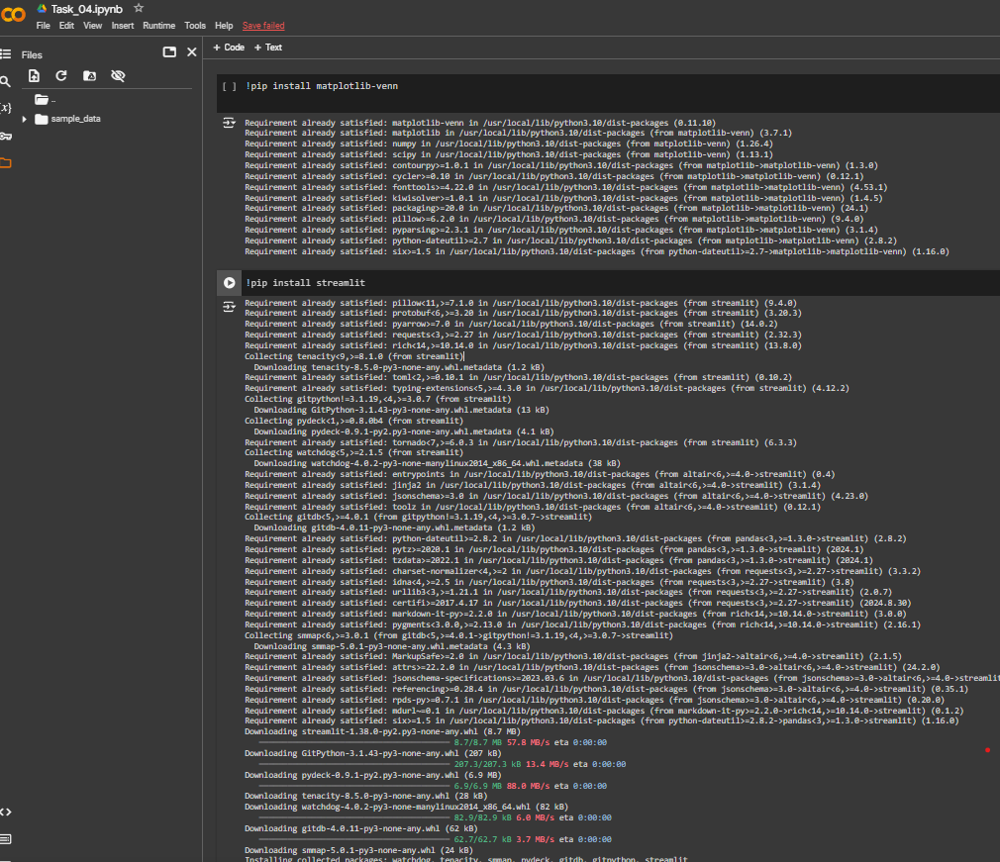 Task_04.ipynb
File Edit View Insert Runtime Tools Help Save failed
Files
+ Code + Text
..
sample_data
[ ] !pip install matplotlib-venn
Requirement already satisfied: matplotlib-venn in /usr/local/lib/python3.10/dist-packages (0.11.10)
Requirement already satisfied: matplotlib in /usr/local/lib/python3.10/dist-packages (from matplotlib-venn) (3.7.1)
Requirement already satisfied: numpy in /usr/local/lib/python3.10/dist-packages (from matplotlib-venn) (1.26.4)
Requirement already satisfied: scipy in /usr/local/lib/python3.10/dist-packages (from matplotlib-venn) (1.13.1)
Requirement already satisfied: contourpy>=1.0.1 in /usr/local/lib/python3.10/dist-packages (from matplotlib->matplotlib-venn) (1.3.0)
Requirement already satisfied: cycler>=0.10 in /usr/local/lib/python3.10/dist-packages (from matplotlib->matplotlib-venn) (0.12.1)
Requirement already satisfied: fonttools>=4.22.0 in /usr/local/lib/python3.10/dist-packages (from matplotlib->matplotlib-venn) (4.53.1)
Requirement already satisfied: kiwisolver>=1.0.1 in /usr/local/lib/python3.10/dist-packages (from matplotlib->matplotlib-venn) (1.4.5)
Requirement already satisfied: packaging>=20.0 in /usr/local/lib/python3.10/dist-packages (from matplotlib->matplotlib-venn) (24.1)
Requirement already satisfied: pillow>=6.2.0 in /usr/local/lib/python3.10/dist-packages (from matplotlib->matplotlib-venn) (9.4.0)
Requirement already satisfied: pyparsing>=2.3.1 in /usr/local/lib/python3.10/dist-packages (from matplotlib->matplotlib-venn) (3.1.4)
Requirement already satisfied: python-dateutil>=2.7 in /usr/local/lib/python3.10/dist-packages (from matplotlib->matplotlib-venn) (2.8.2)
Requirement already satisfied: six>=1.5 in /usr/local/lib/python3.10/dist-packages (from python-dateutil>=2.7->matplotlib->matplotlib-venn) (1.16.0)
!pip install streamlit
Requirement already satisfied: pillow<11,>=7.1.0 in /usr/local/lib/python3.10/dist-packages (from streamlit) (9.4.0)
Requirement already satisfied: protobuf<6,>=3.20 in /usr/local/lib/python3.10/dist-packages (from streamlit) (3.20.3)
Requirement already satisfied: pyarrow>=7.0 in /usr/local/lib/python3.10/dist-packages (from streamlit) (14.0.2)
Requirement already satisfied: requests<3,>=2.27 in /usr/local/lib/python3.10/dist-packages (from streamlit) (2.32.3)
Requirement already satisfied: rich<14,>=10.14.0 in /usr/local/lib/python3.10/dist-packages (from streamlit) (13.8.0)
Collecting tenacity<9,>=8.1.0 (from streamlit)
Downloading tenacity-8.5.0-py3-none-any.whl.metadata (1.2 kB)
Requirement already satisfied: toml<2,>=0.10.1 in /usr/local/lib/python3.10/dist-packages (from streamlit) (0.10.2)
Requirement already satisfied: typing-extensions<5,>=4.3.0 in /usr/local/lib/python3.10/dist-packages (from streamlit) (4.12.2)
Collecting gitpython!=3.1.19,<4,>=3.0.7 (from streamlit)
Downloading GitPython-3.1.43-py3-none-any.whl.metadata (13 kB)
Collecting pydeck<1,>=0.8.0b4 (from streamlit)
Downloading pydeck-0.9.1-py2.py3-none-any.whl.metadata (4.1 kB)
Requirement already satisfied: tornado<7,>=6.0.3 in /usr/local/lib/python3.10/dist-packages (from streamlit) (6.3.3)
Collecting watchdog<5,>=2.1.5 (from streamlit)
Downloading watchdog-4.0.2-py3-none-manylinux2014_x86_64.whl.metadata (38 kB)
Requirement already satisfied: entrypoints in /usr/local/lib/python3.10/dist-packages (from altair<6,>=4.0->streamlit) (0.4)
Requirement already satisfied: jinja2 in /usr/local/lib/python3.10/dist-packages (from altair<6,>=4.0->streamlit) (3.1.4)
Requirement already satisfied: jsonschema>=3.0 in /usr/local/lib/python3.10/dist-packages (from altair<6,>=4.0->streamlit) (4.23.0)
Requirement already satisfied: toolz in /usr/local/lib/python3.10/dist-packages (from altair<6,>=4.0->streamlit) (0.12.1)
Collecting gitdb<5,>=4.0.1 (from gitpython!=3.1.19,<4,>=3.0.7->streamlit)
Downloading gitdb-4.0.11-py3-none-any.whl.metadata (1.2 kB)
Requirement already satisfied: python-dateutil>=2.8.2 in /usr/local/lib/python3.10/dist-packages (from pandas<3,>=1.3.0->streamlit) (2.8.2)
Requirement already satisfied: pytz>=2020.1 in /usr/local/lib/python3.10/dist-packages (from pandas<3,>=1.3.0->streamlit) (2024.1)
Requirement already satisfied: tzdata>=2022.1 in /usr/local/lib/python3.10/dist-packages (from pandas<3,>=1.3.0->streamlit) (2024.1)
Requirement already satisfied: charset-normalizer<4,>=2 in /usr/local/lib/python3.10/dist-packages (from requests<3,>=2.27->streamlit) (3.3.2)
Requirement already satisfied: idna<4,>=2.5 in /usr/local/lib/python3.10/dist-packages (from requests<3,>=2.27->streamlit) (3.8)
Requirement already satisfied: urllib3<3,>=1.21.1 in /usr/local/lib/python3.10/dist-packages (from requests<3,>=2.27->streamlit) (2.0.7)
Requirement already satisfied: certifi>=2017.4.17 in /usr/local/lib/python3.10/dist-packages (from requests<3,>=2.27->streamlit) (2024.8.30)
Requirement already satisfied: markdown-it-py>=2.2.0 in /usr/local/lib/python3.10/dist-packages (from rich<14,>=10.14.0->streamlit) (3.0.0)
Requirement already satisfied: pygments<3.0.0,>=2.13.0 in /usr/local/lib/python3.10/dist-packages (from rich<14,>=10.14.0->streamlit) (2.16.1)
Collecting smmap<6,>=3.0.1 (from gitdb<5,>=4.0.1->gitpython!=3.1.19,<4,>=3.0.7->streamlit)
Downloading smmap-5.0.1-py3-none-any.whl.metadata (4.3 kB)
Requirement already satisfied: MarkupSafe>=2.0 in /usr/local/lib/python3.10/dist-packages (from jinja2->altair<6,>=4.0->streamlit) (2.1.5)
Requirement already satisfied: attrs>=22.2.0 in /usr/local/lib/python3.10/dist-packages (from jsonschema>=3.0->altair<6,>=4.0->streamlit) (24.2.0)
Requirement already satisfied: jsonschema-specifications>=2023.03.6 in /usr/local/lib/python3.10/dist-packages (from jsonschema>=3.0->altair<6,>=4.0->streamlit
Requirement already satisfied: referencing>=0.28.4 in /usr/local/lib/python3.10/dist-packages (from jsonschema>=3.0->altair<6,>=4.0->streamlit) (0.35.1)
Requirement already satisfied: rpds-py>=0.7.1 in /usr/local/lib/python3.10/dist-packages (from jsonschema>=3.0->altair<6,>=4.0->streamlit) (0.20.0)
Requirement already satisfied: mdurl~=0.1 in /usr/local/lib/python3.10/dist-packages (from markdown-it-py>=2.2.0->rich<14,>=10.14.0->streamlit) (0.1.2)
Requirement already satisfied: six>=1.5 in /usr/local/lib/python3.10/dist-packages (from python-dateutil>=2.8.2->pandas<3,>=1.3.0->streamlit) (1.16.0)
Downloading streamlit-1.38.0-py2.py3-none-any.whl (8.7 MB)
8.7/8.7 MB 57.8 MB/s eta 0:00:00
Downloading GitPython-3.1.43-py3-none-any.whl (207 kB)
207.3/207.3 kB 13.4 MB/s eta 0:00:00
Downloading pydeck-0.9.1-py2.py3-none-any.whl (6.9 MB)
6.9/6.9 MB 88.0 MB/s eta 0:00:00
Downloading tenacity-8.5.0-py3-none-any.whl (28 kB)
Downloading watchdog-4.0.2-py3-none-manylinux2014_x86_64.whl (82 kB)
82.9/82.9 kB 6.0 MB/s eta 0:00:00
Downloading gitdb-4.0.11-py3-none-any.whl (62 kB)
62.7/62.7 kB 3.7 MB/s eta 0:00:00
Downloading smmap-5.0.1-py3-none-any.whl (24 kB)
Installing collected packages: watchdog, tenacity, smmap, pydeck, gitdb, gitpython, streamlit